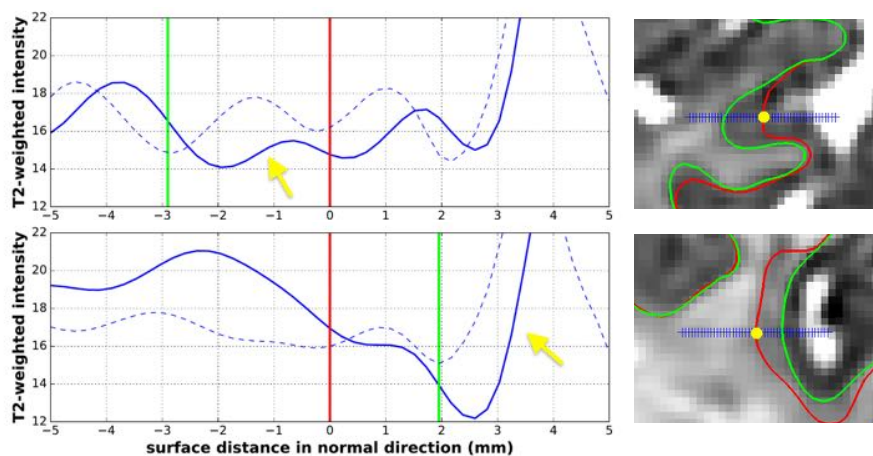 22
20
18
16
14
12
T2-weighted intensity
−5 −4 −3 −2 −1 0 1 2 3 4 5
22
20
18
16
14
12
T2-weighted intensity
−5 −4 −3 −2 −1 0 1 2 3 4 5
surface distance in normal direction (mm)